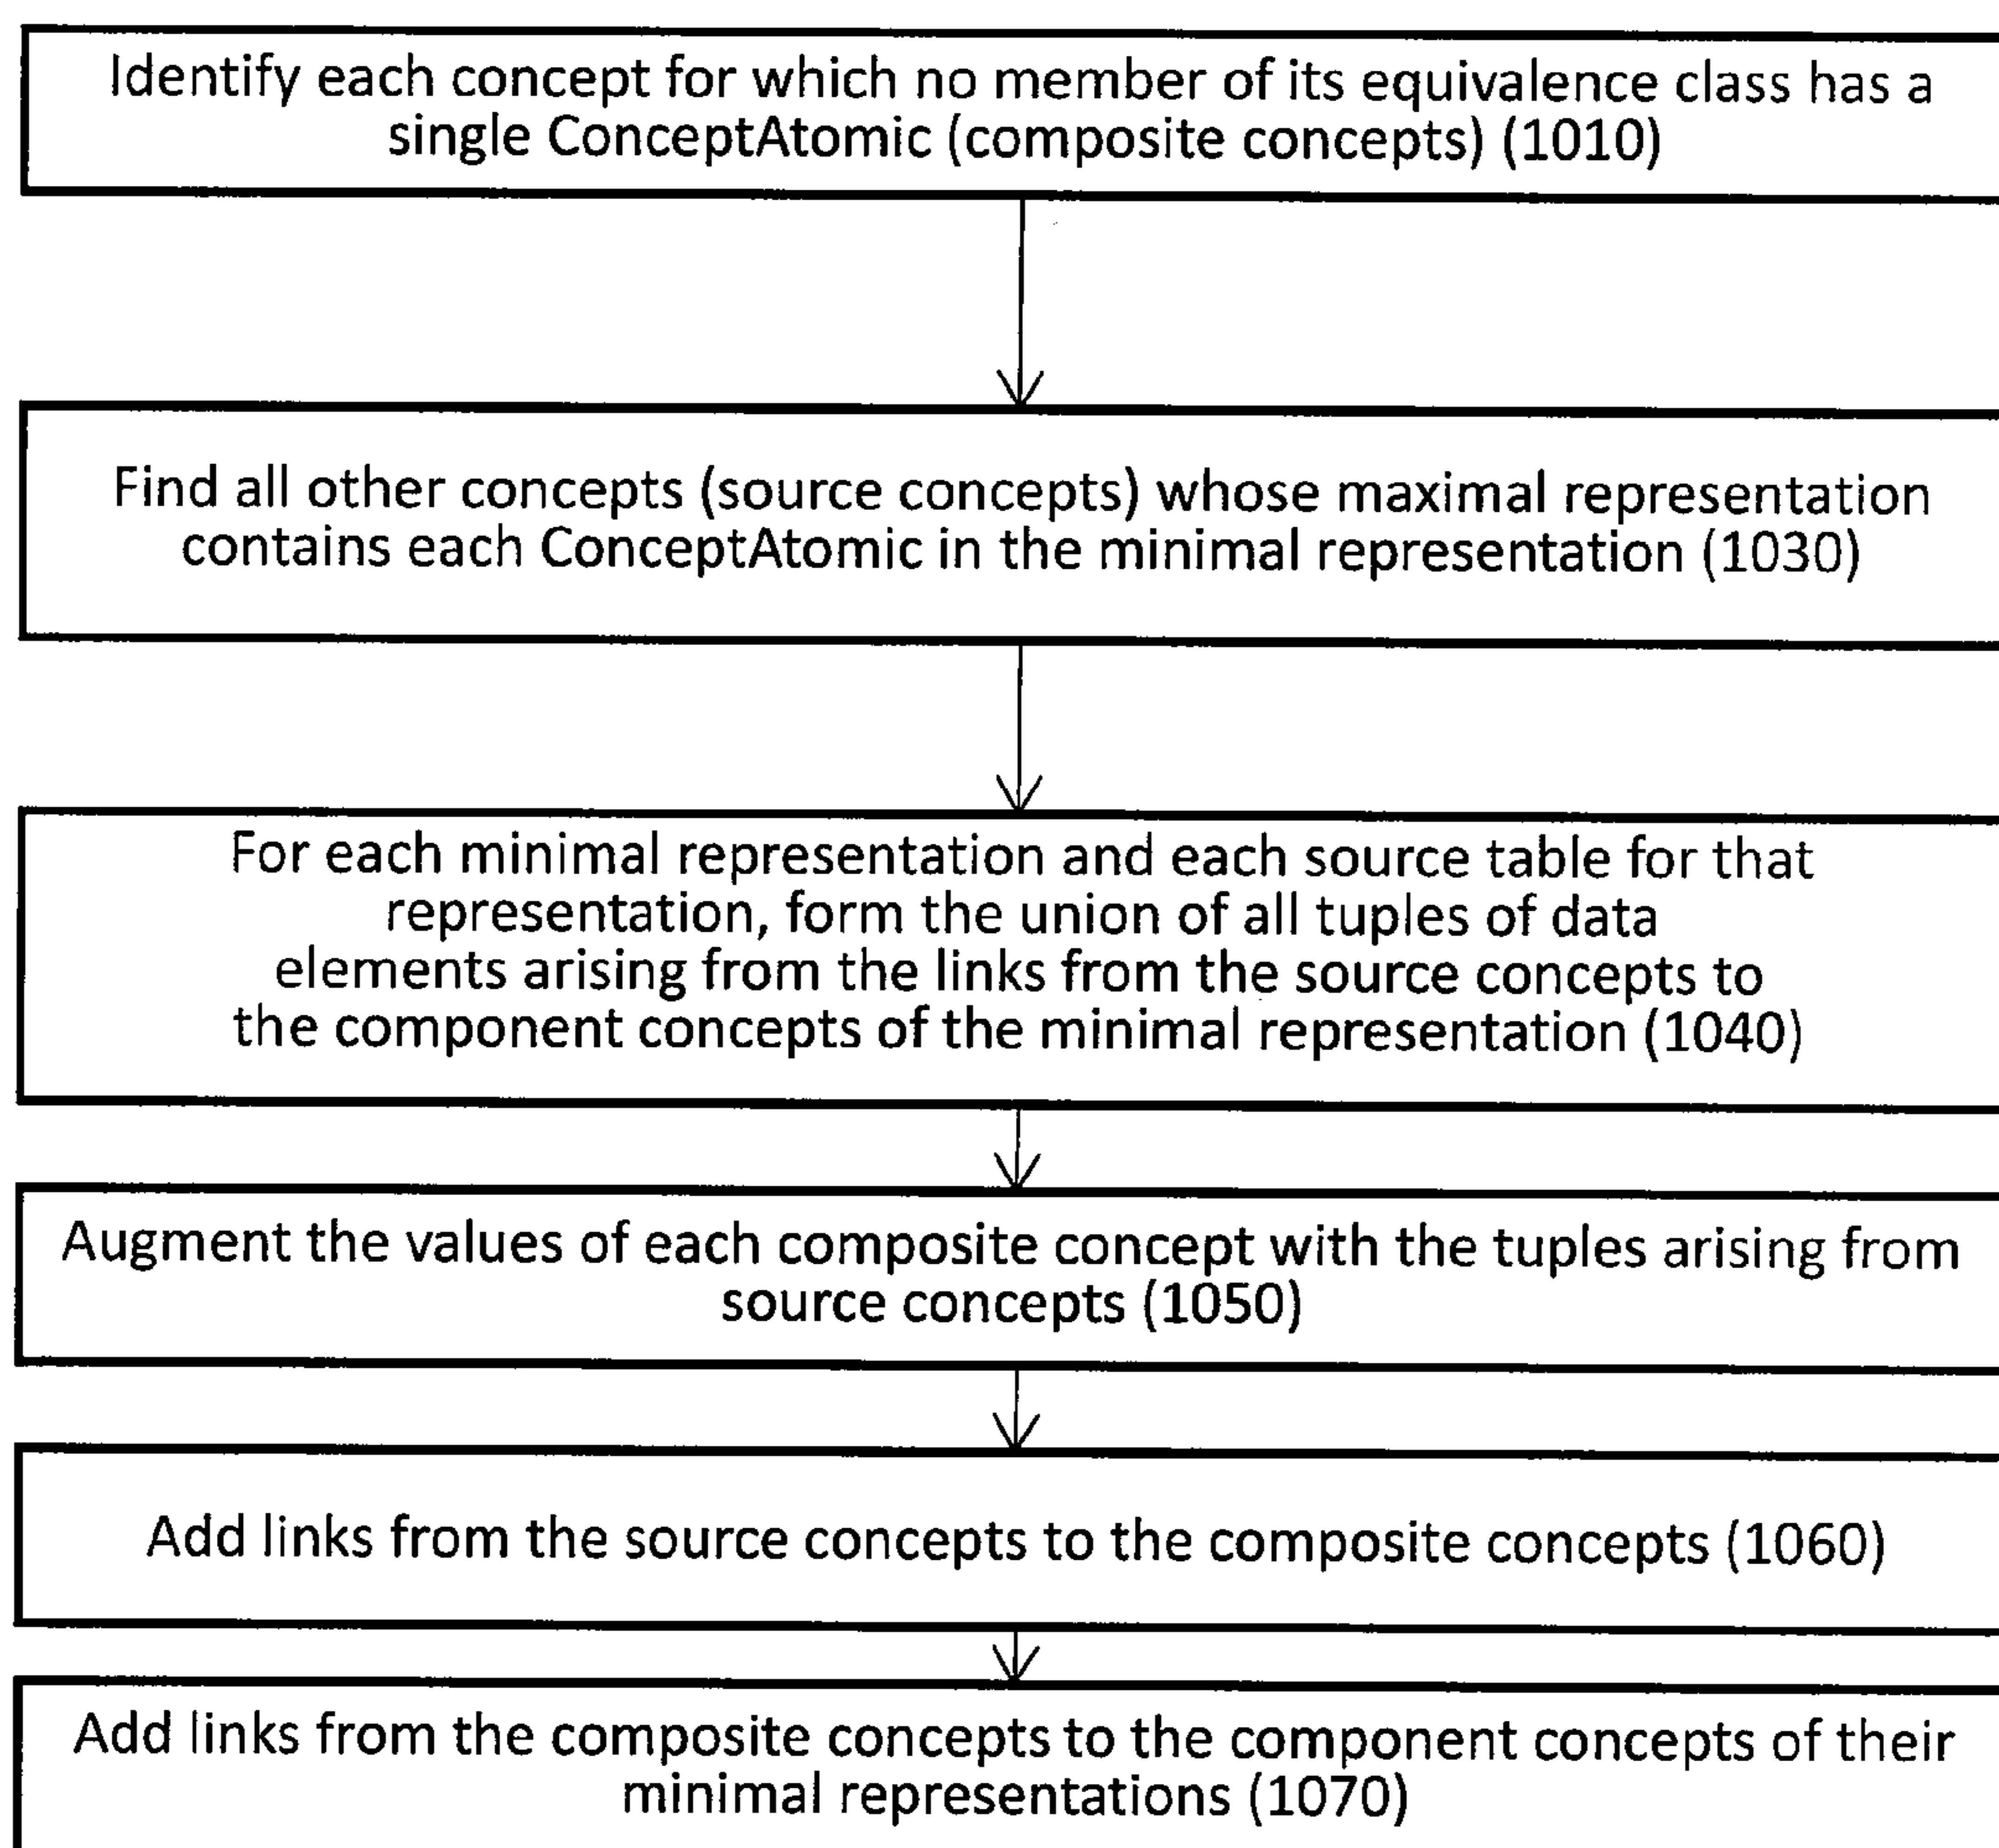 Identify each concept for which no member of its equivalence class has a
single ConceptAtomic (composite concepts) (1010)
Find all other concepts (source concepts) whose maximal representation
contains each ConceptAtomic in the minimal representation (1030)
For each minimal representation and each source table for that
representation, form the union of all tuples of data
elements arising from the links from the source concepts to
the component concepts of the minimal representation (1040)
Augment the values of each composite concept with the tuples arising from
source concepts (1050)
Add links from the source concepts to the composite concepts (1060)
Add links from the composite concepts to the component concepts of their
minimal representations (1070)